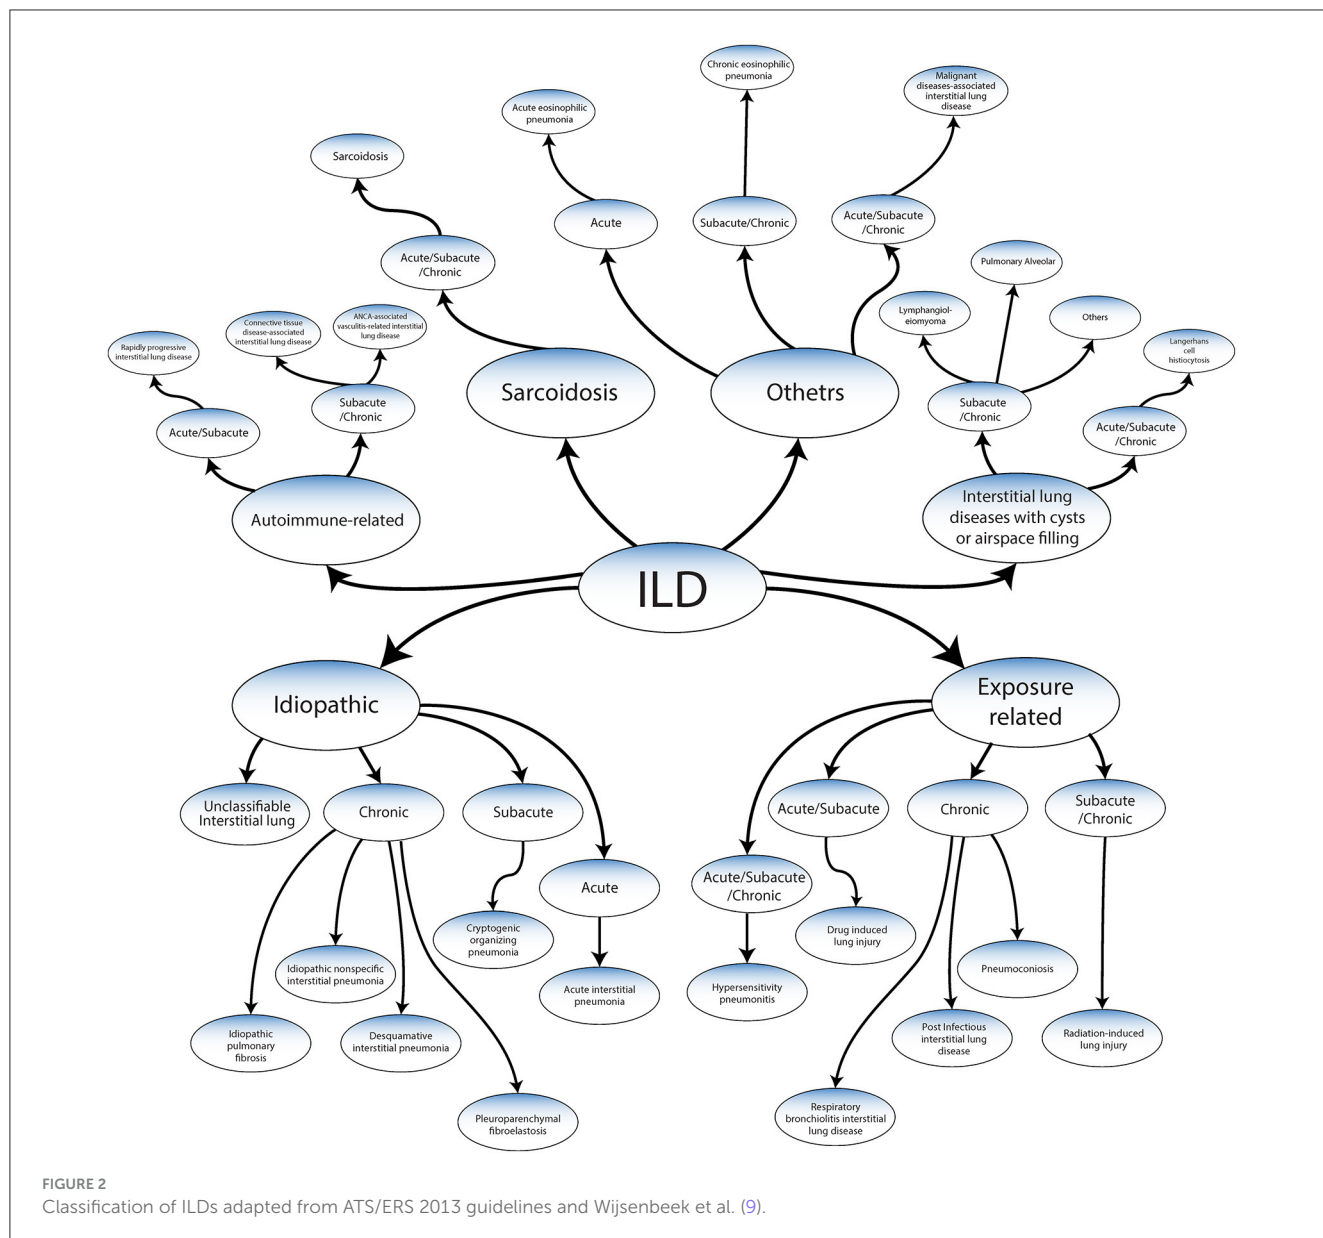 Chronic eosinophilic
pneumonia
Malignant
diseases-associated
interstitial lung
disease
Acute eosinophilic
pneumonia
Sarcoidosis
Acute
Subacute/Chronic
Acute/Subacute
/Chronic
Acute/Subacute
/Chronic
Pulmonary Alveolar
Lymphangiol-
eiomyoma
Others
Langerhans
cell
histiocytosis
Connective tissue
disease-associated
interstitial lung disease
ANCA-associated
vasculitis-related interstitial
lung disease
Rapidly progressive
interstitial lung disease
Sarcoidosis
Othetrs
Subacute
/Chronic
Acute/Subacute
Subacute
/Chronic
Acute/Subacute
/Chronic
Autoimmune-related
Interstitial lung
diseases with cysts
or airspace filling
ILD
Idiopathic
Exposure
related
Unclassifiable
Interstitial lung
Chronic
Subacute
Acute
Acute/Subacute
/Chronic
Acute/Subacute
Chronic
Subacute
/Chronic
Cryptogenic
organizing
pneumonia
Idiopathic nonspecific
interstitial pneumonia
Acute interstitial
pneumonia
Idiopathic
pulmonary
fibrosis
Desquamative
interstitial pneumonia
Pleuroparenchymal
fibroelastosis
Drug induced
lung injury
Hypersensitivity
pneumonitis
Pneumoconiosis
Post Infectious
interstitial lung
disease
Radiation-induced
lung injury
Respiratory
bronchiolitis interstitial
lung disease
FIGURE 2
Classification of ILDs adapted from ATS/ERS 2013 guidelines and Wijsenbeek et al. (9).